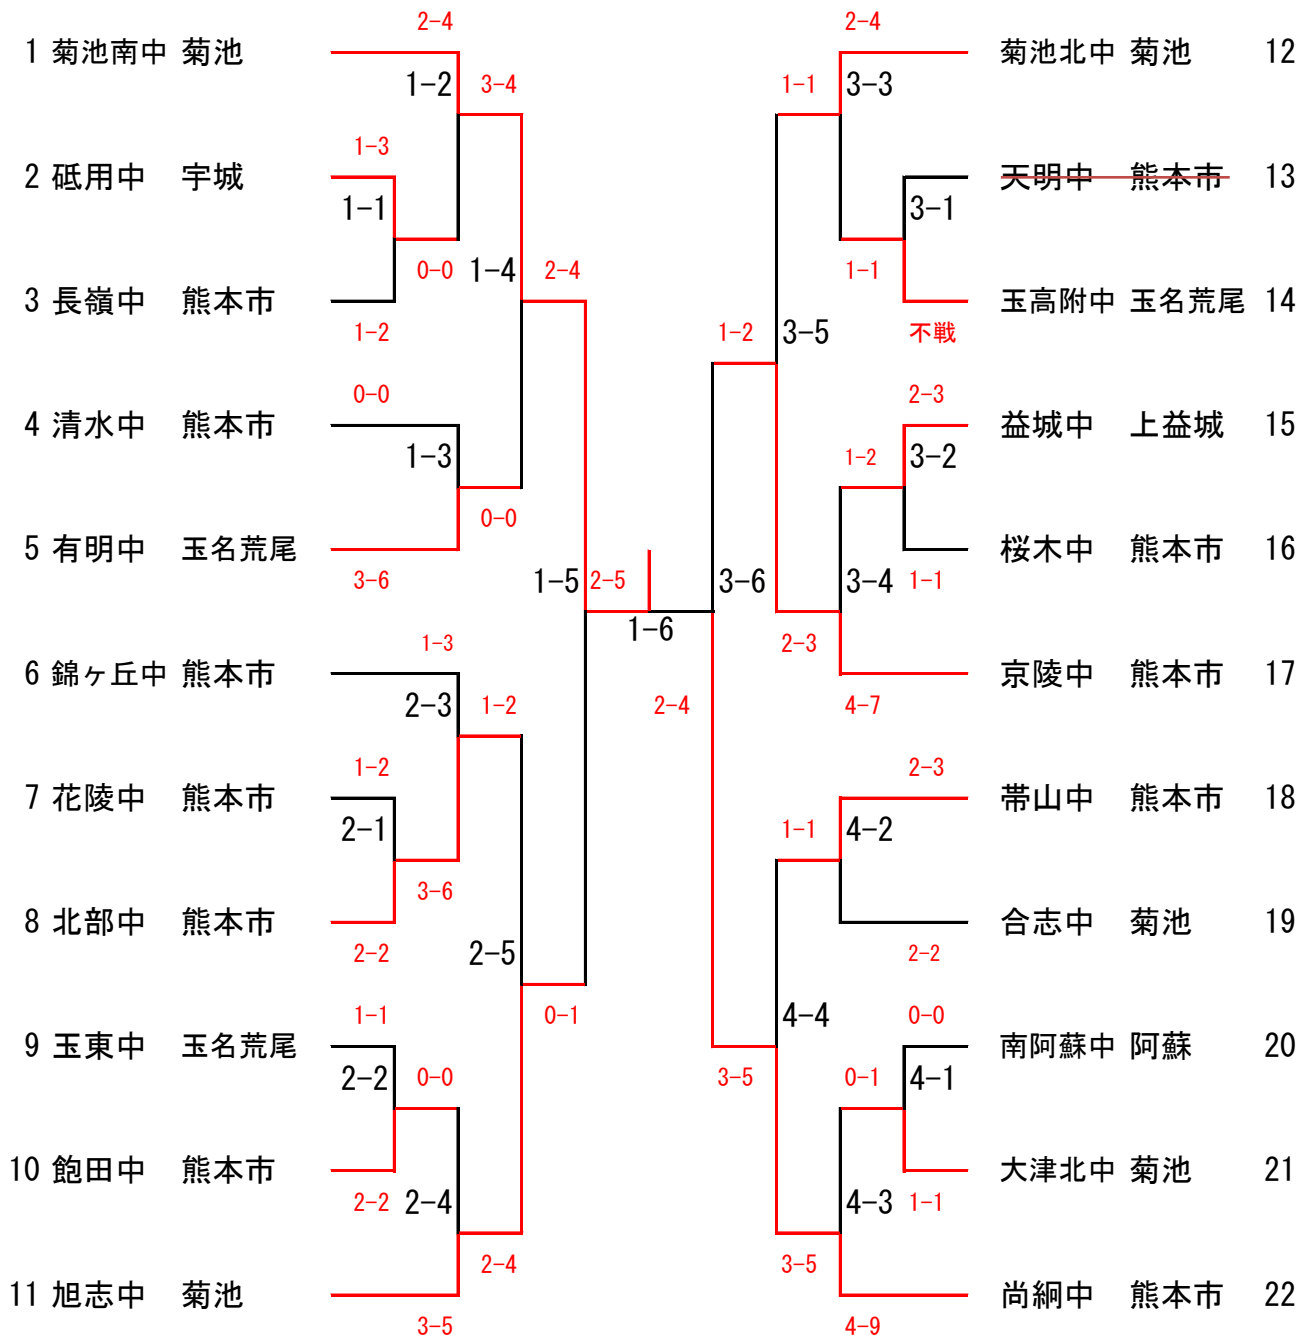 2-4
2-4
1 菊池南中 菊池
菊池北中 菊池 12
1-2
3-4
1-1
3-3
1-3
2 砥用中 宇城
天明中 熊本市 13
1-1
3-1
0-0
1-4
2-4
1-1
3 長嶺中 熊本市
玉高附中 玉名荒尾 14
1-2
1-2
3-5
不戦
0-0
2-3
4 清水中 熊本市
益城中 上益城 15
1-3
1-2
3-2
0-0
5 有明中 玉名荒尾
桜木中 熊本市 16
3-6
1-5
2-5
3-6
3-4
1-1
1-6
1-3
2-3
6 錦ヶ丘中 熊本市
京陵中 熊本市 17
2-3
1-2
2-4
4-7
1-2
2-3
7 花陵中 熊本市
帯山中 熊本市 18
2-1
1-1
4-2
3-6
8 北部中 熊本市
合志中 菊池 19
2-2
2-5
2-2
1-1
0-1
4-4
0-0
9 玉東中 玉名荒尾
南阿蘇中 阿蘇 20
2-2
0-0
3-5
0-1
4-1
10 飽田中 熊本市
大津北中 菊池 21
2-2
2-4
4-3
1-1
2-4
3-5
11 旭志中 菊池
尚絅中 熊本市 22
3-5
4-9